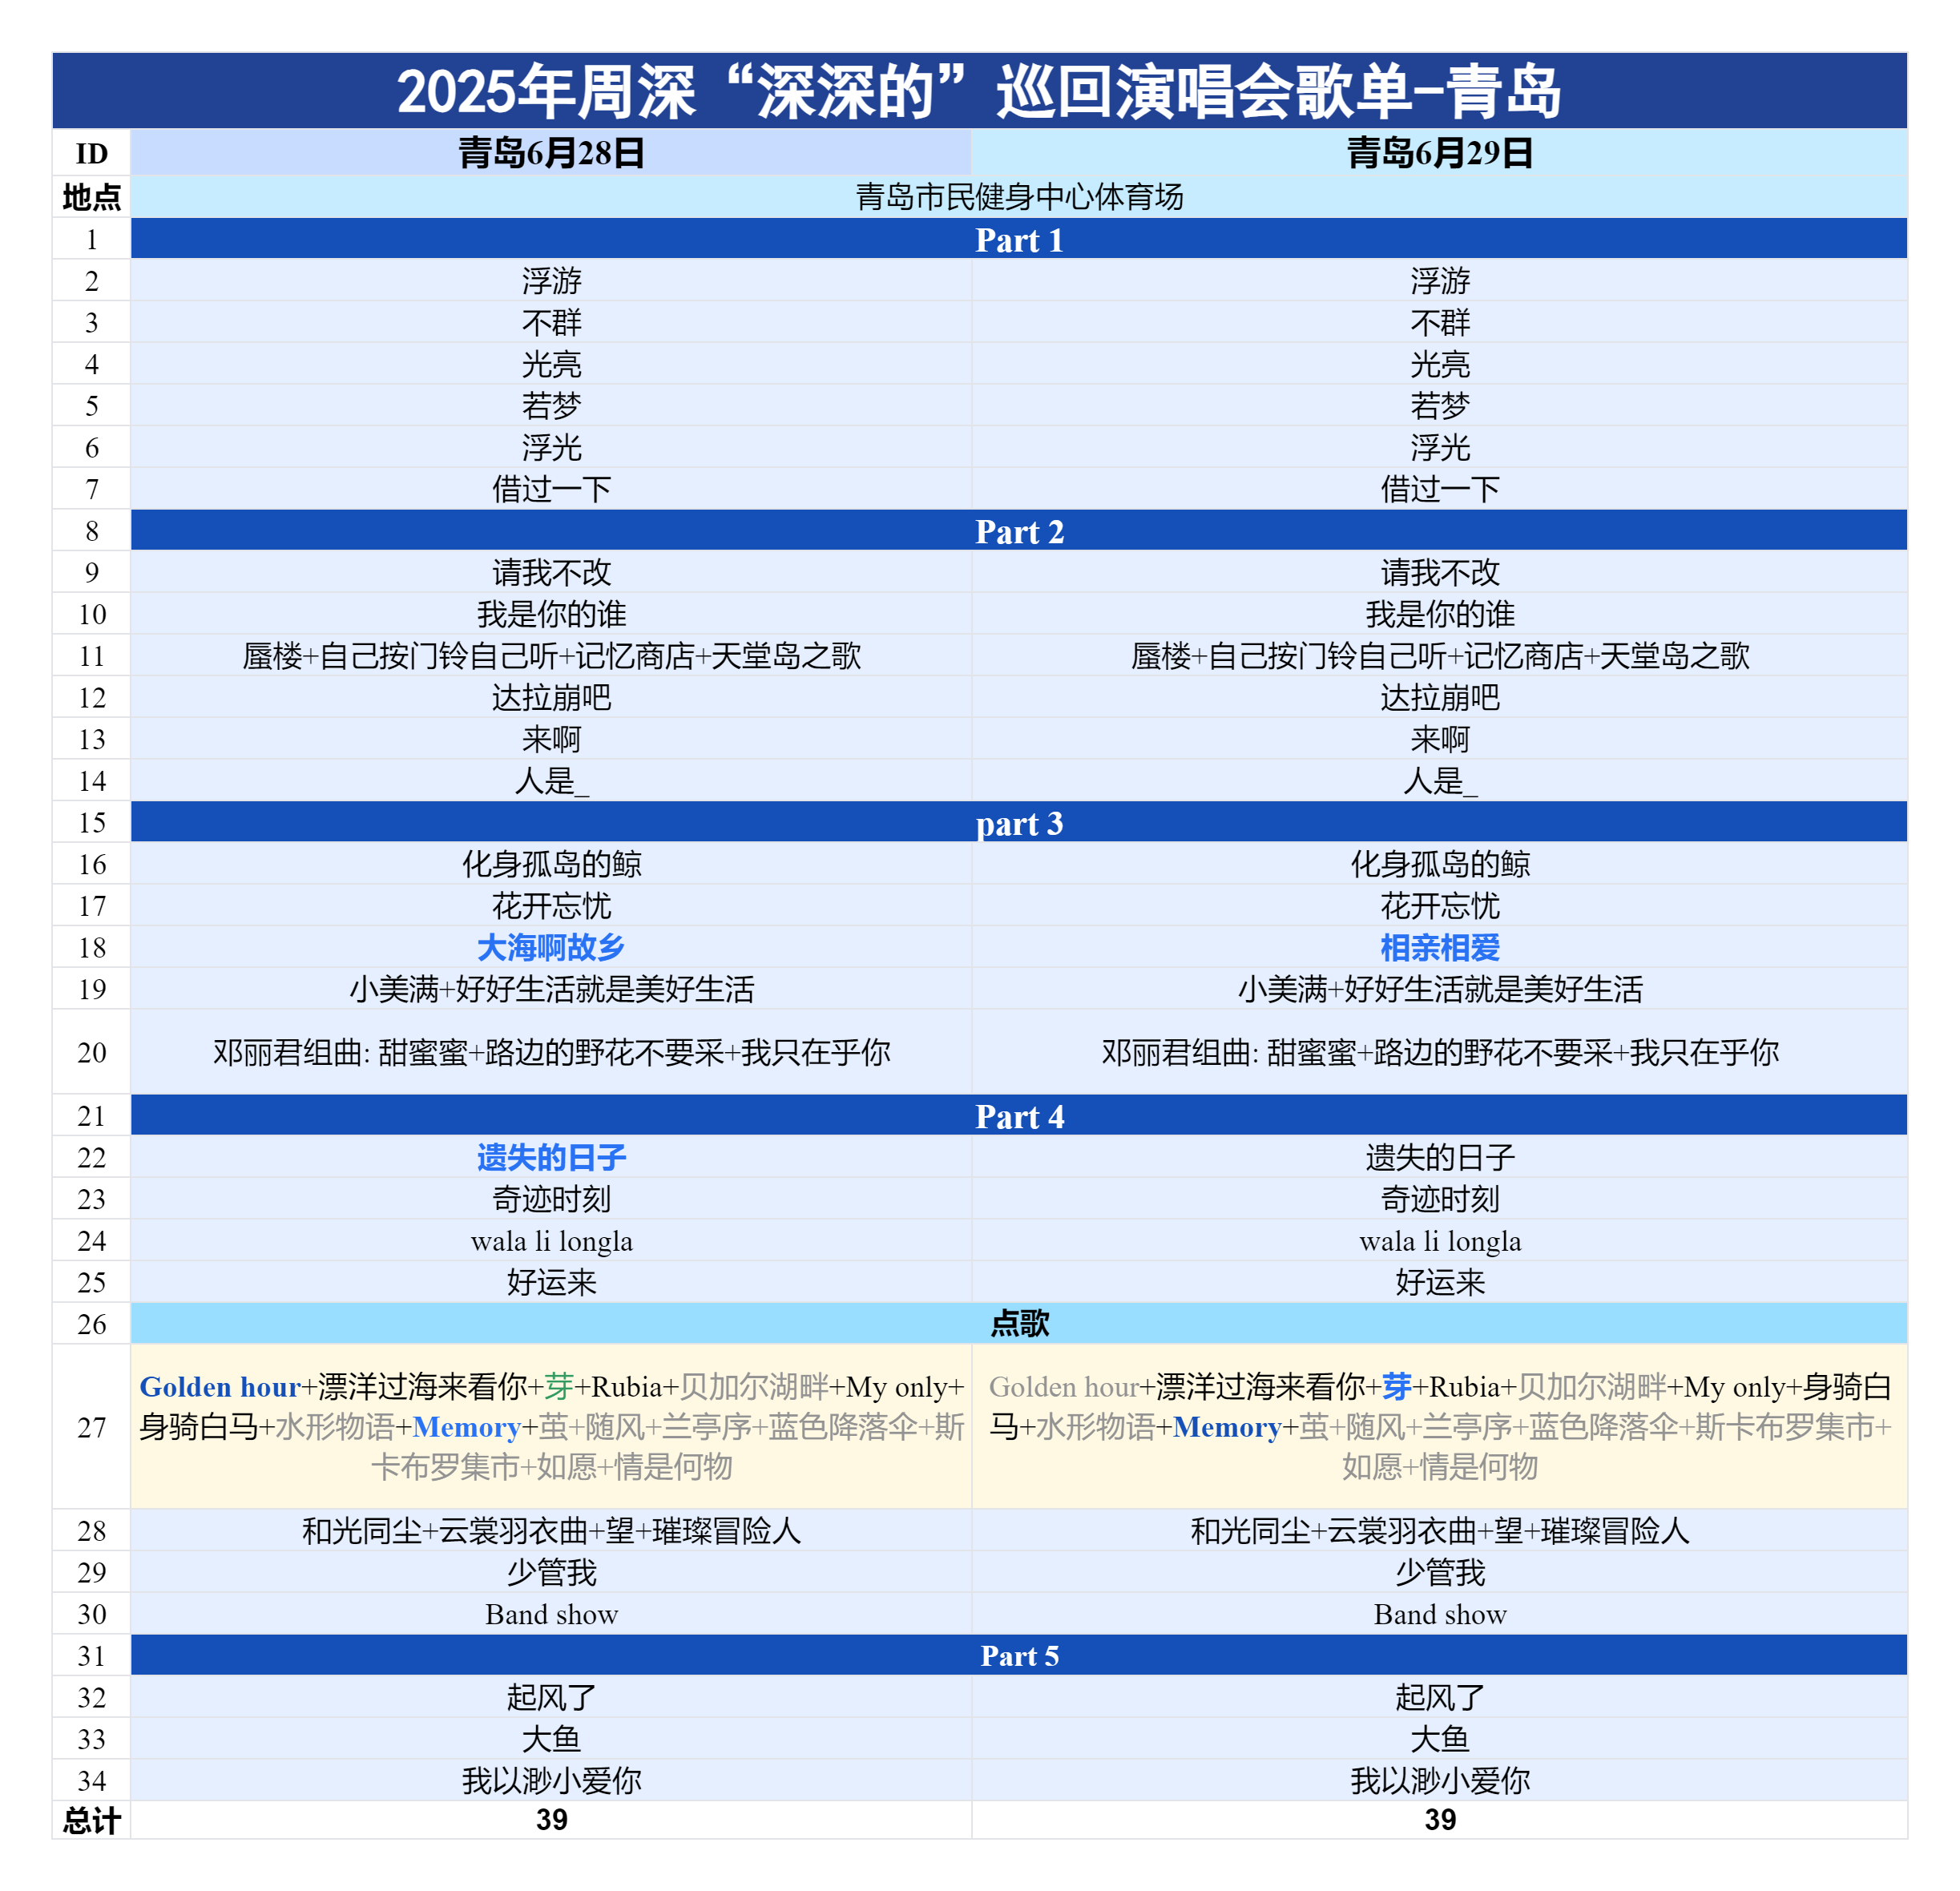 2025年周深“深深的”巡回演唱会歌单-青岛
ID 青岛6月28日 青岛6月29日
地点 青岛市民健身中心体育场
1 Part 1
2 浮游 浮游
3 不群 不群
4 光亮 光亮
5 若梦 若梦
6 浮光 浮光
7 借过一下 借过一下
8 Part 2
9 请我不改 请我不改
10 我是你的谁 我是你的谁
11 蜃楼+自己按门铃自己听+记忆商店+天堂岛之歌 蜃楼+自己按门铃自己听+记忆商店+天堂岛之歌
12 达拉崩吧 达拉崩吧
13 来啊 来啊
14 人是_ 人是_
15 part 3
16 化身孤岛的鲸 化身孤岛的鲸
17 花开忘忧 花开忘忧
18 大海啊故乡 相亲相爱
19 小美满+好好生活就是美好生活 小美满+好好生活就是美好生活
20 邓丽君组曲: 甜蜜蜜+路边的野花不要采+我只在乎你 邓丽君组曲: 甜蜜蜜+路边的野花不要采+我只在乎你
21 Part 4
22 遗失的日子 遗失的日子
23 奇迹时刻 奇迹时刻
24 wala li longla wala li longla
25 好运来 好运来
26 点歌
27
Golden hour+漂洋过海来看你+芽+Rubia+贝加尔湖畔+My only+
身骑白马+水形物语+Memory+茧+随风+兰亭序+蓝色降落伞+斯
卡布罗集市+如愿+情是何物
Golden hour+漂洋过海来看你+芽+Rubia+贝加尔湖畔+My only+身骑白
马+水形物语+Memory+茧+随风+兰亭序+蓝色降落伞+斯卡布罗集市+
如愿+情是何物
28 和光同尘+云裳羽衣曲+望+璀璨冒险人 和光同尘+云裳羽衣曲+望+璀璨冒险人
29 少管我 少管我
30 Band show Band show
31 Part 5
32 起风了 起风了
33 大鱼 大鱼
34 我以渺小爱你 我以渺小爱你
总计 39 39